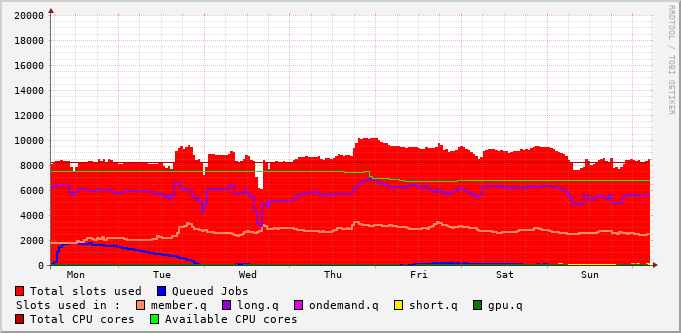 20000
18000
16000
14000
12000
10000
8000
6000
4000
2000
0
Mon Tue Wed Thu Fri Sat Sun
Total slots used Queued Jobs
Slots used in : member.q long.q ondemand.q short.q gpu.q
Total CPU cores Available CPU cores
RRDTOOL / TOBI OETIKER